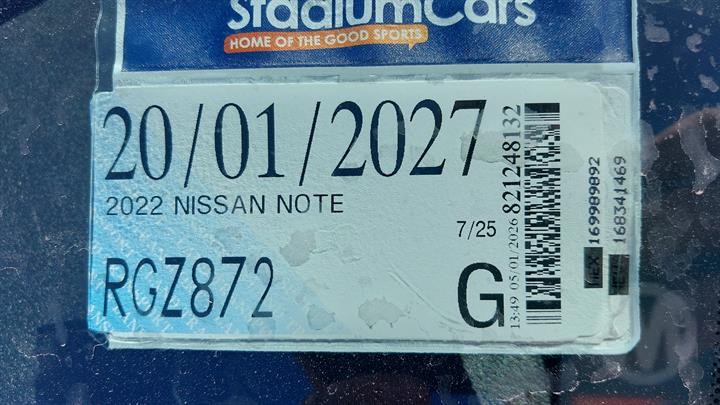 StadiumCars
HOME OF THE GOOD SPORTS
20/01/2027
2022 NISSAN NOTE
7/25
RGZ872
G
13:49 05/01/2026 821248132
169989892
168341469